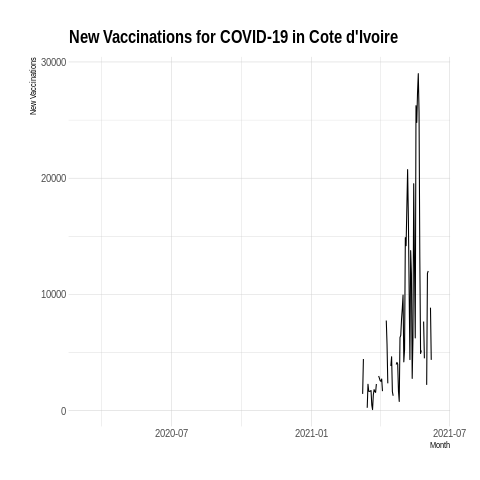 New Vaccinations for COVID-19 in Cote d'Ivoire
New Vaccinations
30000
20000
10000
0
2020-07
2021-01
2021-07
Month